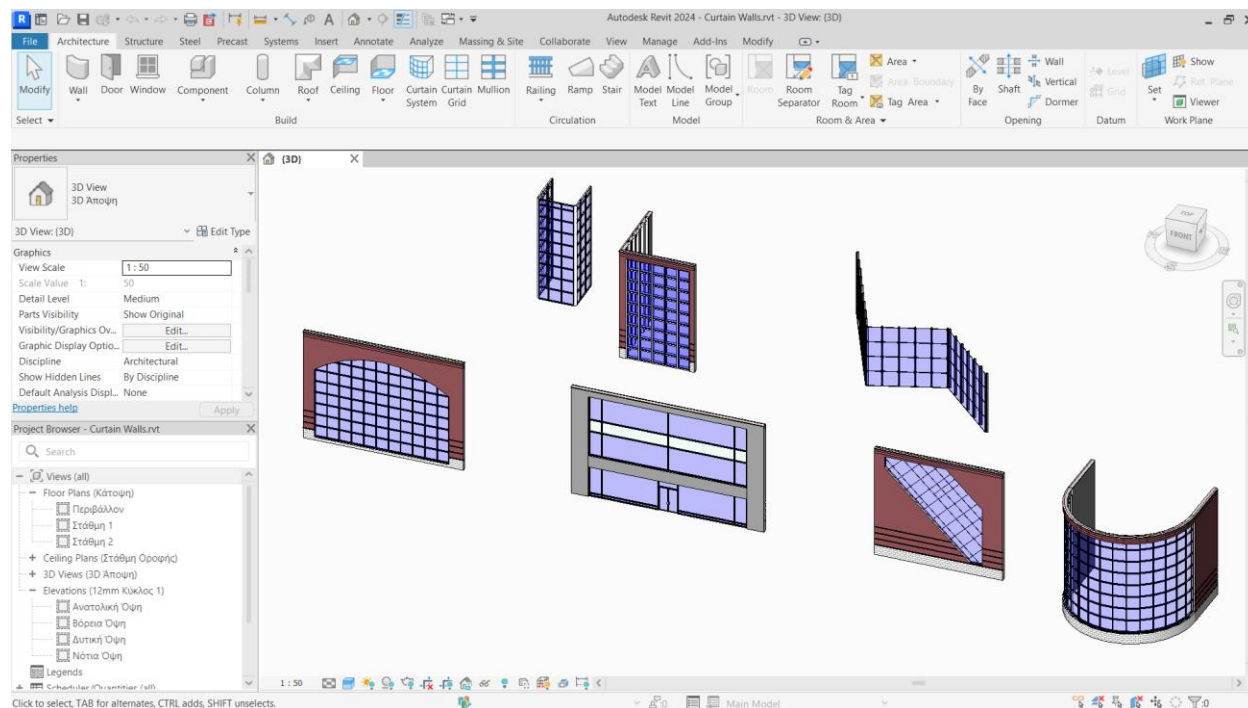 Autodesk Revit 2024 - Curtain Walls.rvt - 3D View: {3D}
File Architecture Structure Steel Precast Systems Insert Annotate Analyze Massing & Site Collaborate View Manage Add-Ins Modify
Modify Wall Door Window Component Column Roof Ceiling Floor Curtain System Curtain Grid Mullion Railing Ramp Stair Model Text Model Line Model Group Room Room Separator Tag Room Area Area Boundary Tag Area By Face Shaft Wall Vertical Dormer Level Grid Set Show Ref Plane Viewer
Select Build Circulation Model Room & Area Opening Datum Work Plane
Properties
{3D}
3D View
3D Άποψη
3D View: {3D} Edit Type
Graphics
View Scale 1 : 50
Scale Value 1: 50
Detail Level Medium
Parts Visibility Show Original
Visibility/Graphics Ov... Edit...
Graphic Display Optio... Edit...
Discipline Architectural
Show Hidden Lines By Discipline
Default Analysis Displ... None
Properties help Apply
Project Browser - Curtain Walls.rvt
Search
Views (all)
Floor Plans (Κάτοψη)
Περιβάλλον
Στάθμη 1
Στάθμη 2
Ceiling Plans (Στάθμη Οροφής)
3D Views (3D Άποψη)
Elevations (12mm Κύκλος 1)
Ανατολική Όψη
Βόρεια Όψη
Δυτική Όψη
Νότια Όψη
Legends
TOP
FRONT
1 : 50
Click to select, TAB for alternates, CTRL adds, SHIFT unselects.
:0 Main Model :0